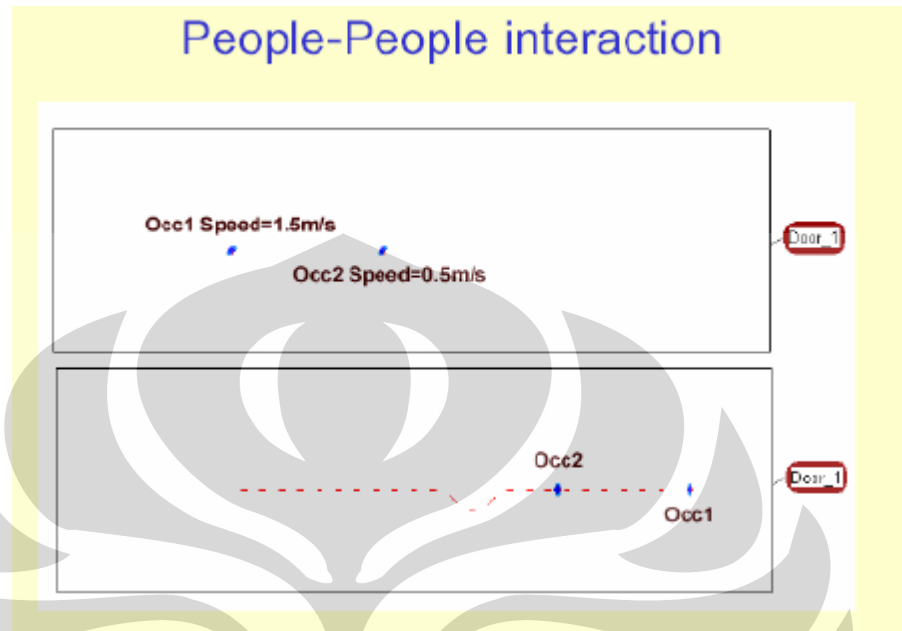 People-People interaction
Occ1 Speed=1.5m/s
Door_1
Occ2 Speed=0.5m/s
Occ2
Door_1
Occ1